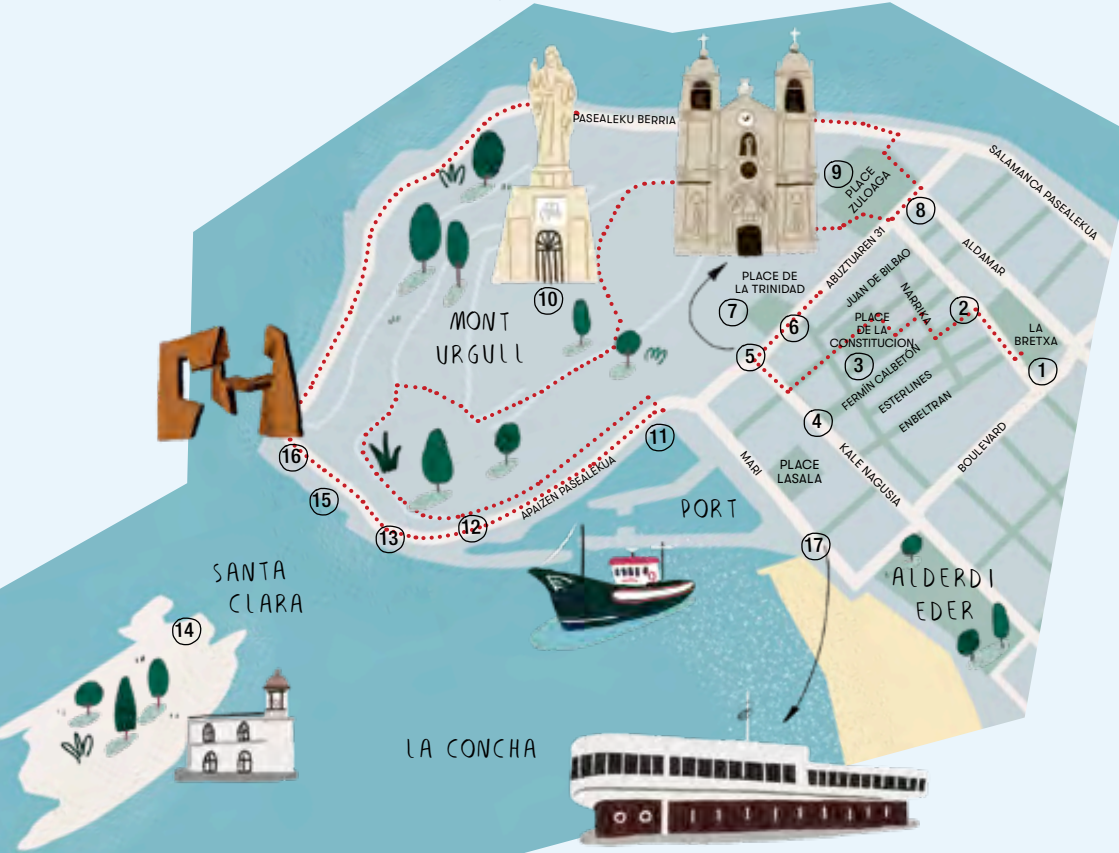 PASEALEKU BERRIA
SALAMANCA PASEALEKUA
9
PLACE
ZULOAGA
8
ABUZTUAREN 31
ALDAMAR
JUAN DE BILBAO
NARRIKA
PLACE DE
LA TRINIDAD
10
7
6
2
MONT
URGULL
PLACE
DE LA
CONSTITUCION
LA
BRETXA
5
3
1
FERMÍN CALBETÓN
ESTERLINES
ENBELTRAN
4
11
BOULEVARD
MARI
PLACE
LASALA
KALE NAGUSIA
16
15
APAIZEN PASEALEKUA
PORT
12
13
17
SANTA
CLARA
ALDERDI
EDER
14
LA CONCHA